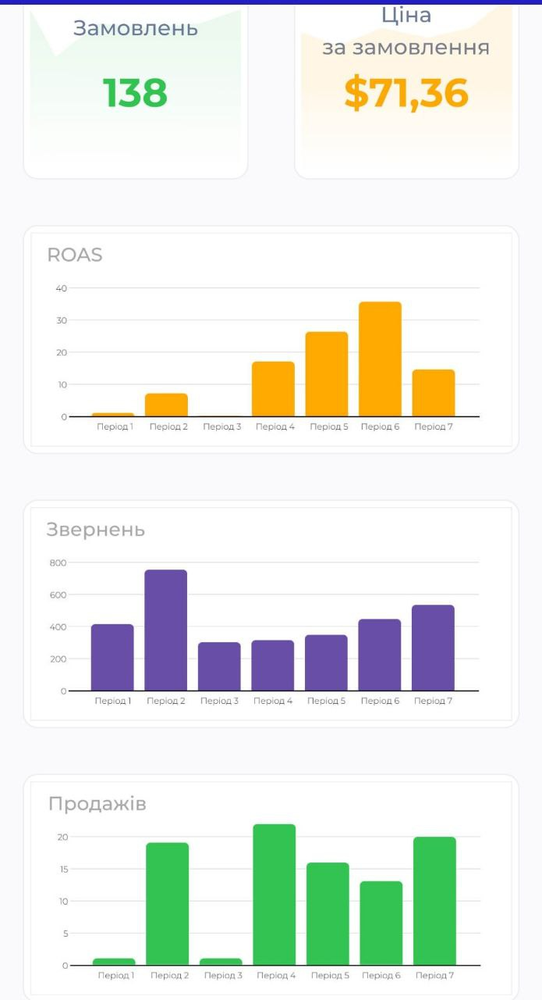 Замовлень
138
Ціна
за замовлення
$71,36
ROAS
40
30
20
10
0
Період 1 Період 2 Період 3 Період 4 Період 5 Період 6 Період 7
Звернень
800
600
400
200
0
Період 1 Період 2 Період 3 Період 4 Період 5 Період 6 Період 7
Продажів
20
15
10
5
0
Період 1 Період 2 Період 3 Період 4 Період 5 Період 6 Період 7